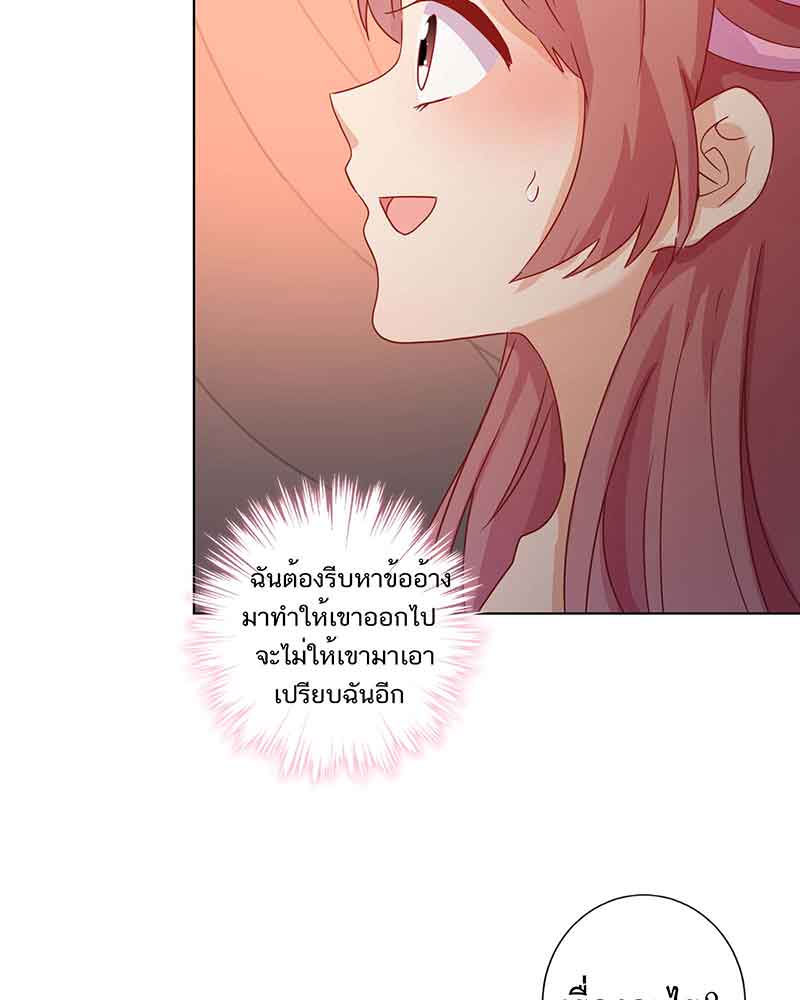 ฉันต้องรีบหาข้ออ้าง
มาทำให้เขาออกไป
จะไม่ให้เขามาเอา
เปรียบฉันอีก